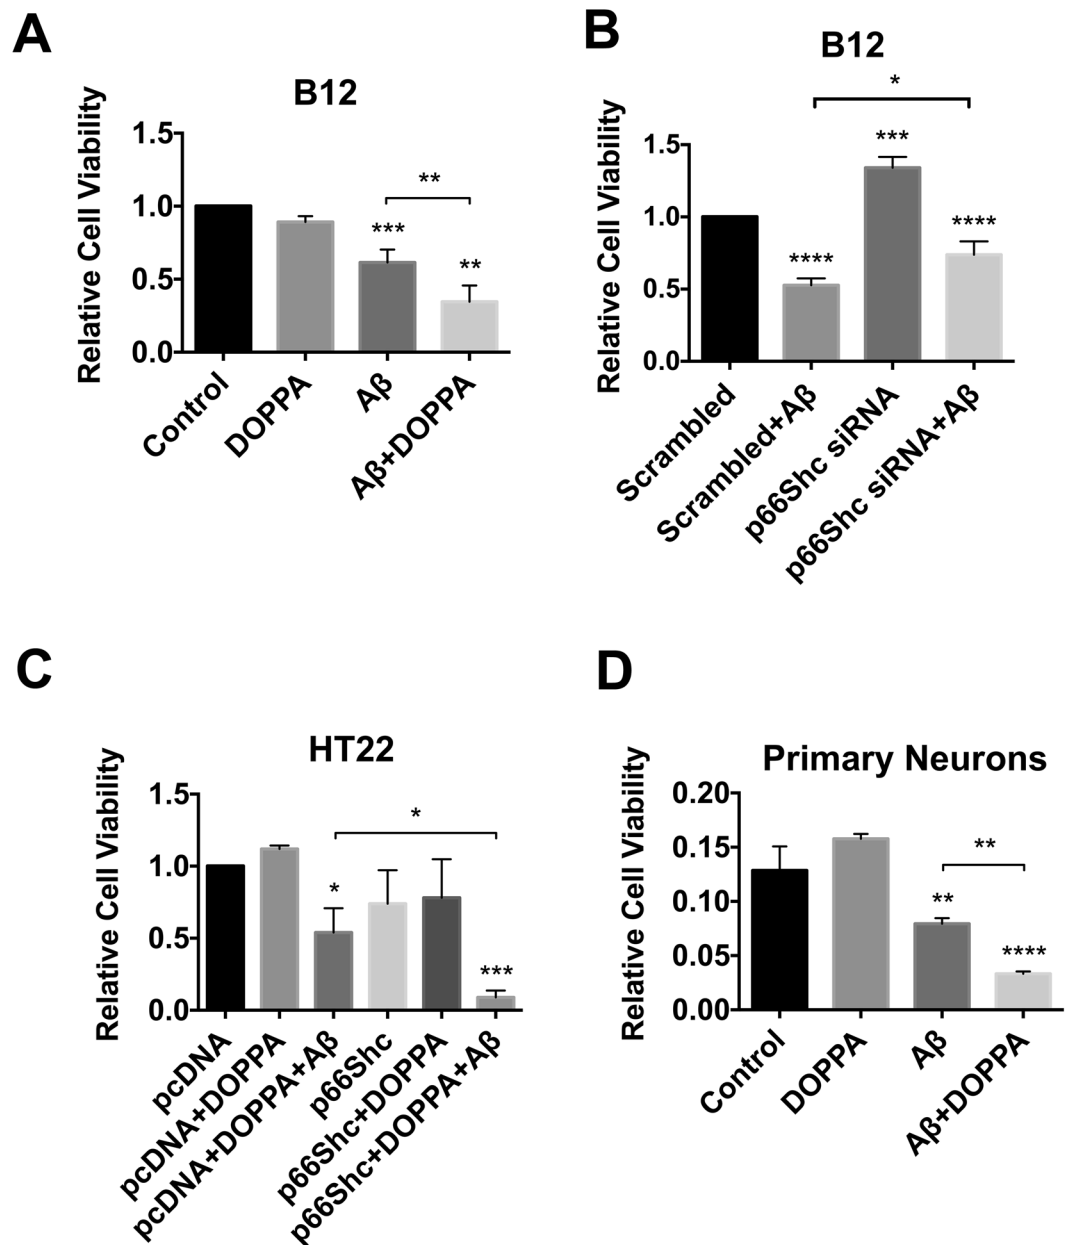 A
B12
Relative Cell Viability
1.5
1.0
0.5
0.0
***
**
**
Control
DOPPA
Aβ
Aβ+DOPPA
B
B12
Relative Cell Viability
1.5
1.0
0.5
0.0
*
****
***
****
Scrambled
Scrambled+Aβ
p66Shc siRNA
p66Shc siRNA+Aβ
C
HT22
Relative Cell Viability
1.5
1.0
0.5
0.0
*
*
***
pcDNA
pcDNA+DOPPA
pcDNA+DOPPA+Aβ
p66Shc
p66Shc+DOPPA
p66Shc+DOPPA+Aβ
D
Primary Neurons
Relative Cell Viability
0.20
0.15
0.10
0.05
0.00
**
**
****
Control
DOPPA
Aβ
Aβ+DOPPA